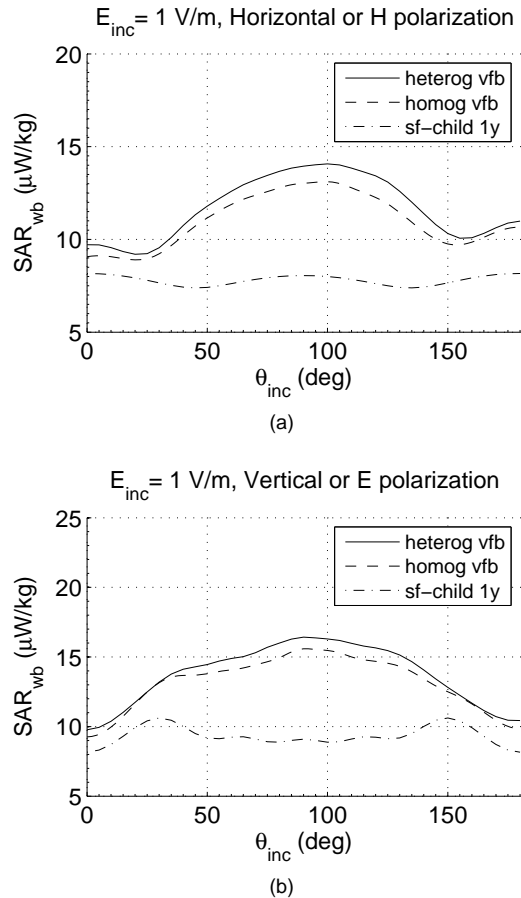 E_inc= 1 V/m, Horizontal or H polarization
20
15
10
5
SAR_wb (μW/kg)
heterog vfb
homog vfb
sf−child 1y
0 50 100 150
θ_inc (deg)
(a)
E_inc= 1 V/m, Vertical or E polarization
25
20
15
10
5
SAR_wb (μW/kg)
heterog vfb
homog vfb
sf−child 1y
0 50 100 150
θ_inc (deg)
(b)